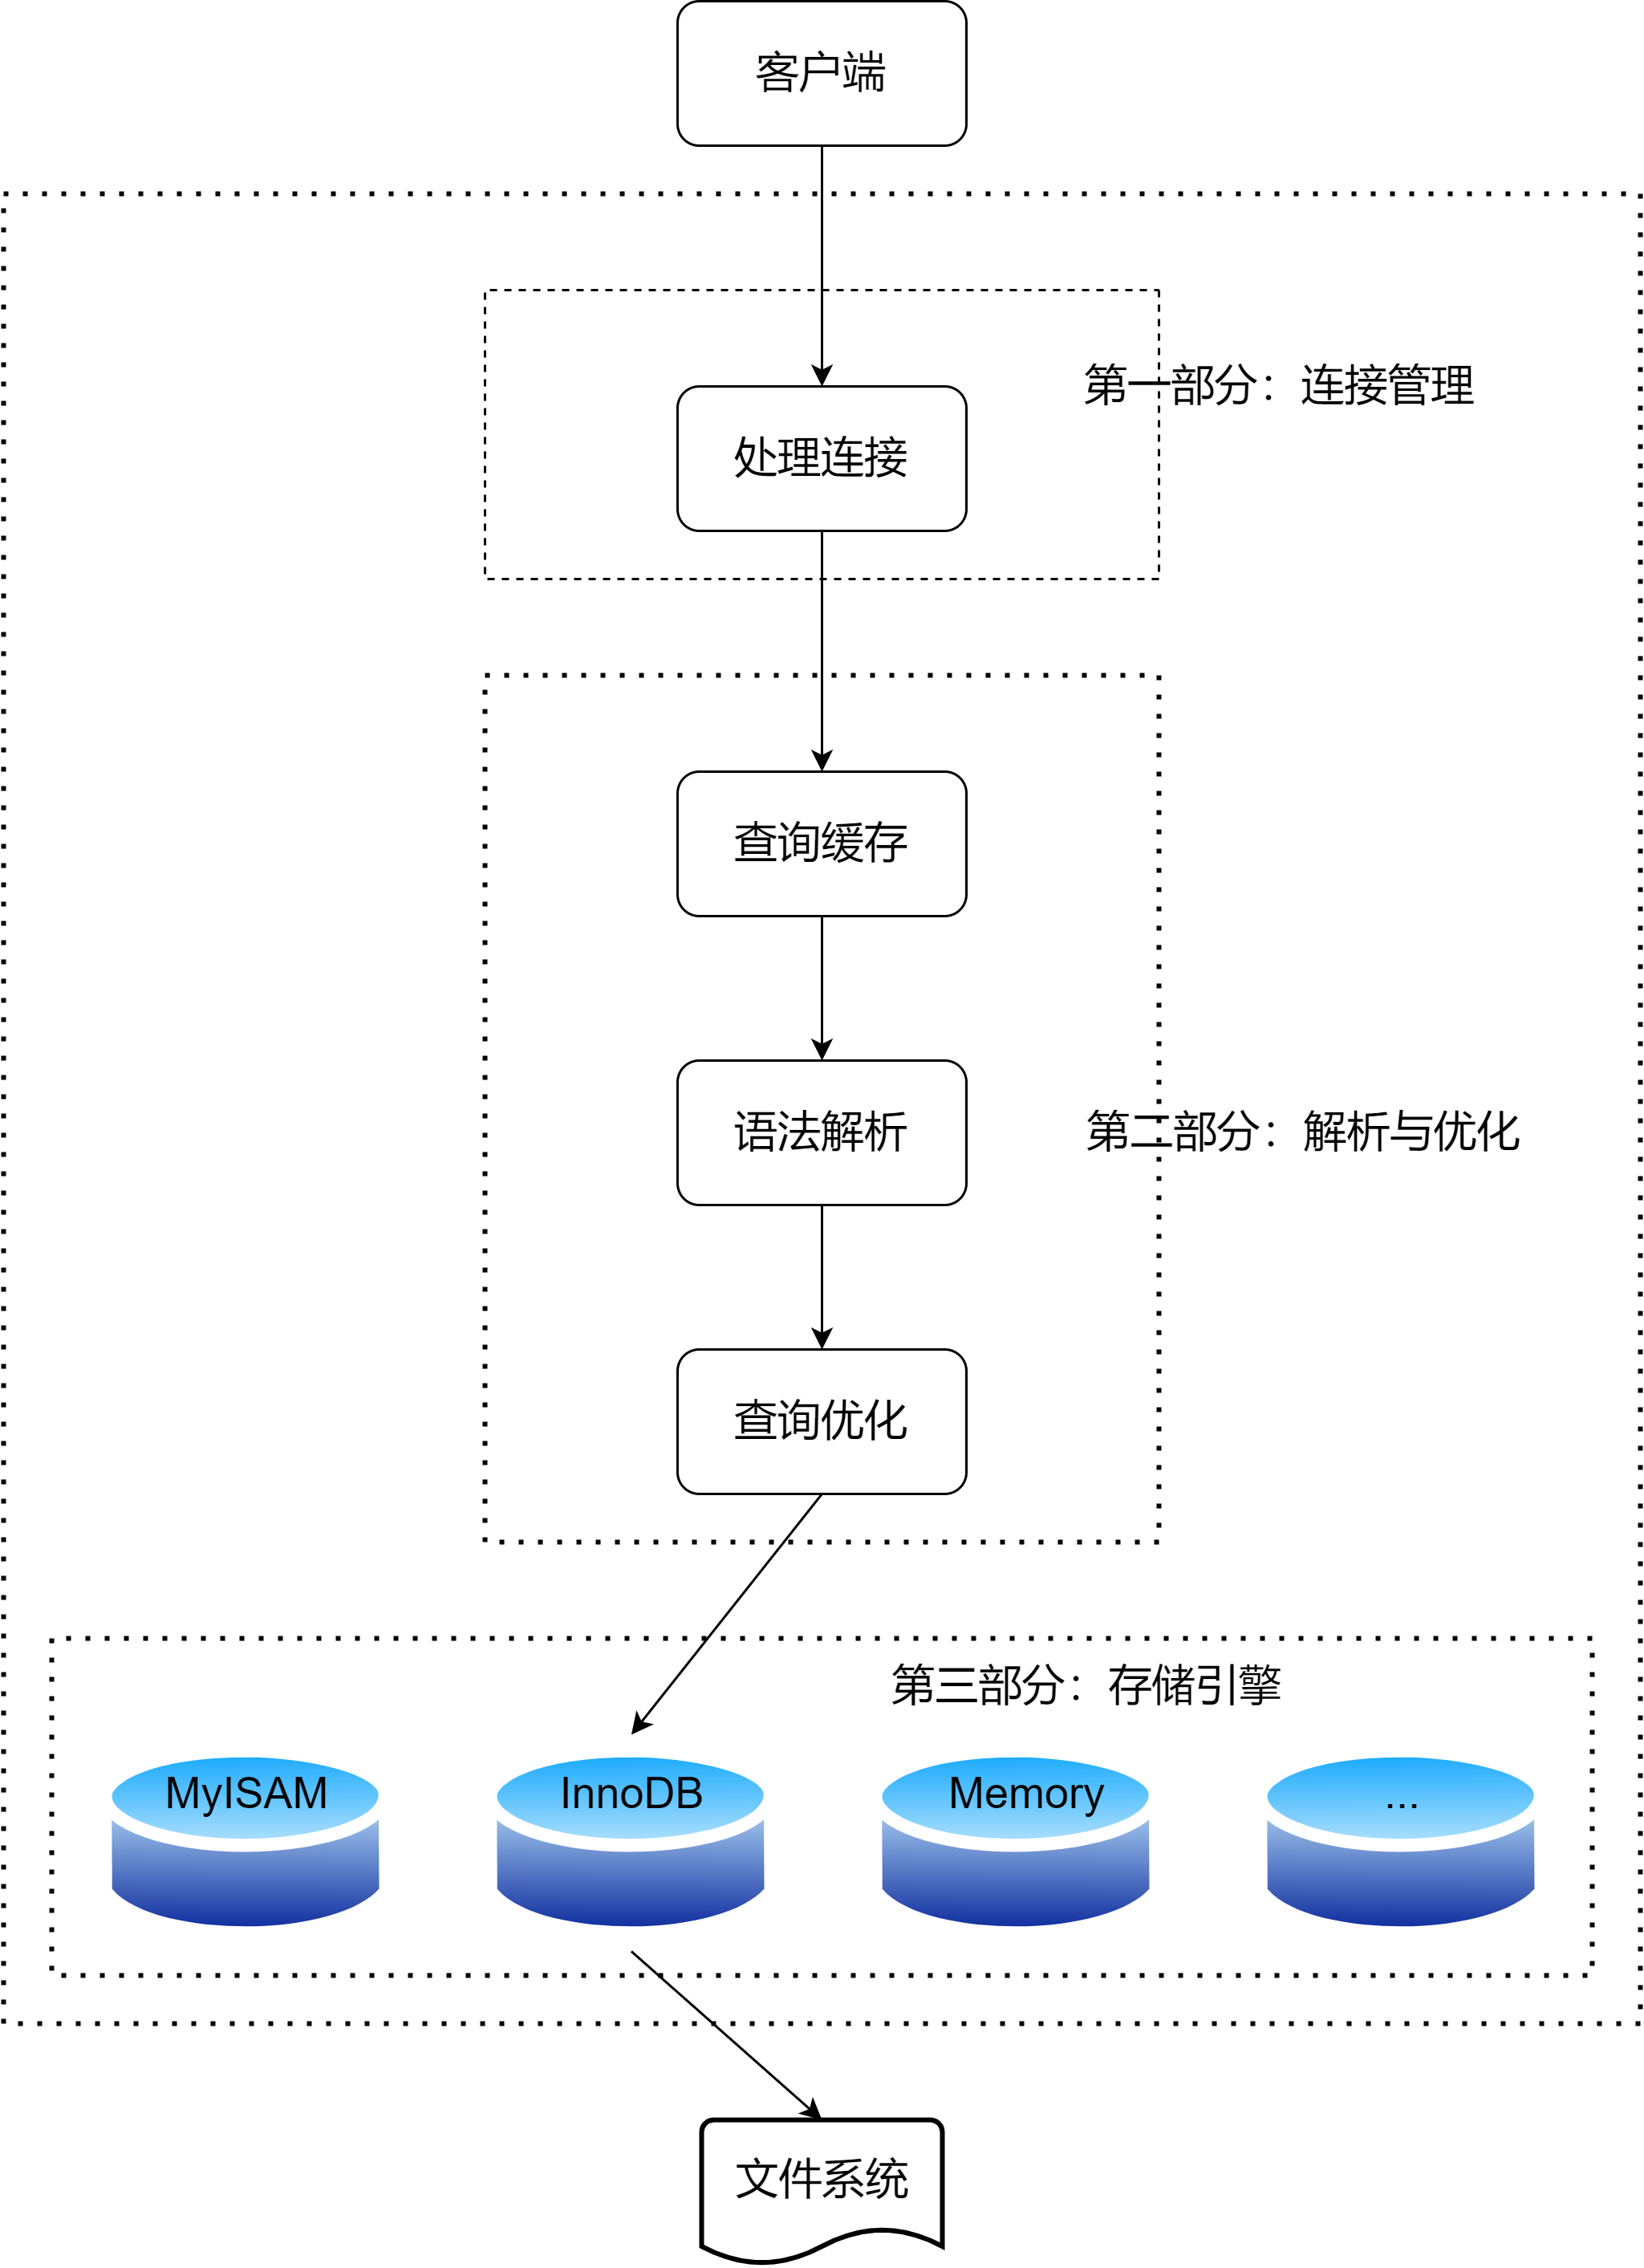 客户端
第一部分：连接管理
处理连接
查询缓存
语法解析
第二部分：解析与优化
查询优化
第三部分：存储引擎
MyISAM
InnoDB
Memory
...
文件系统